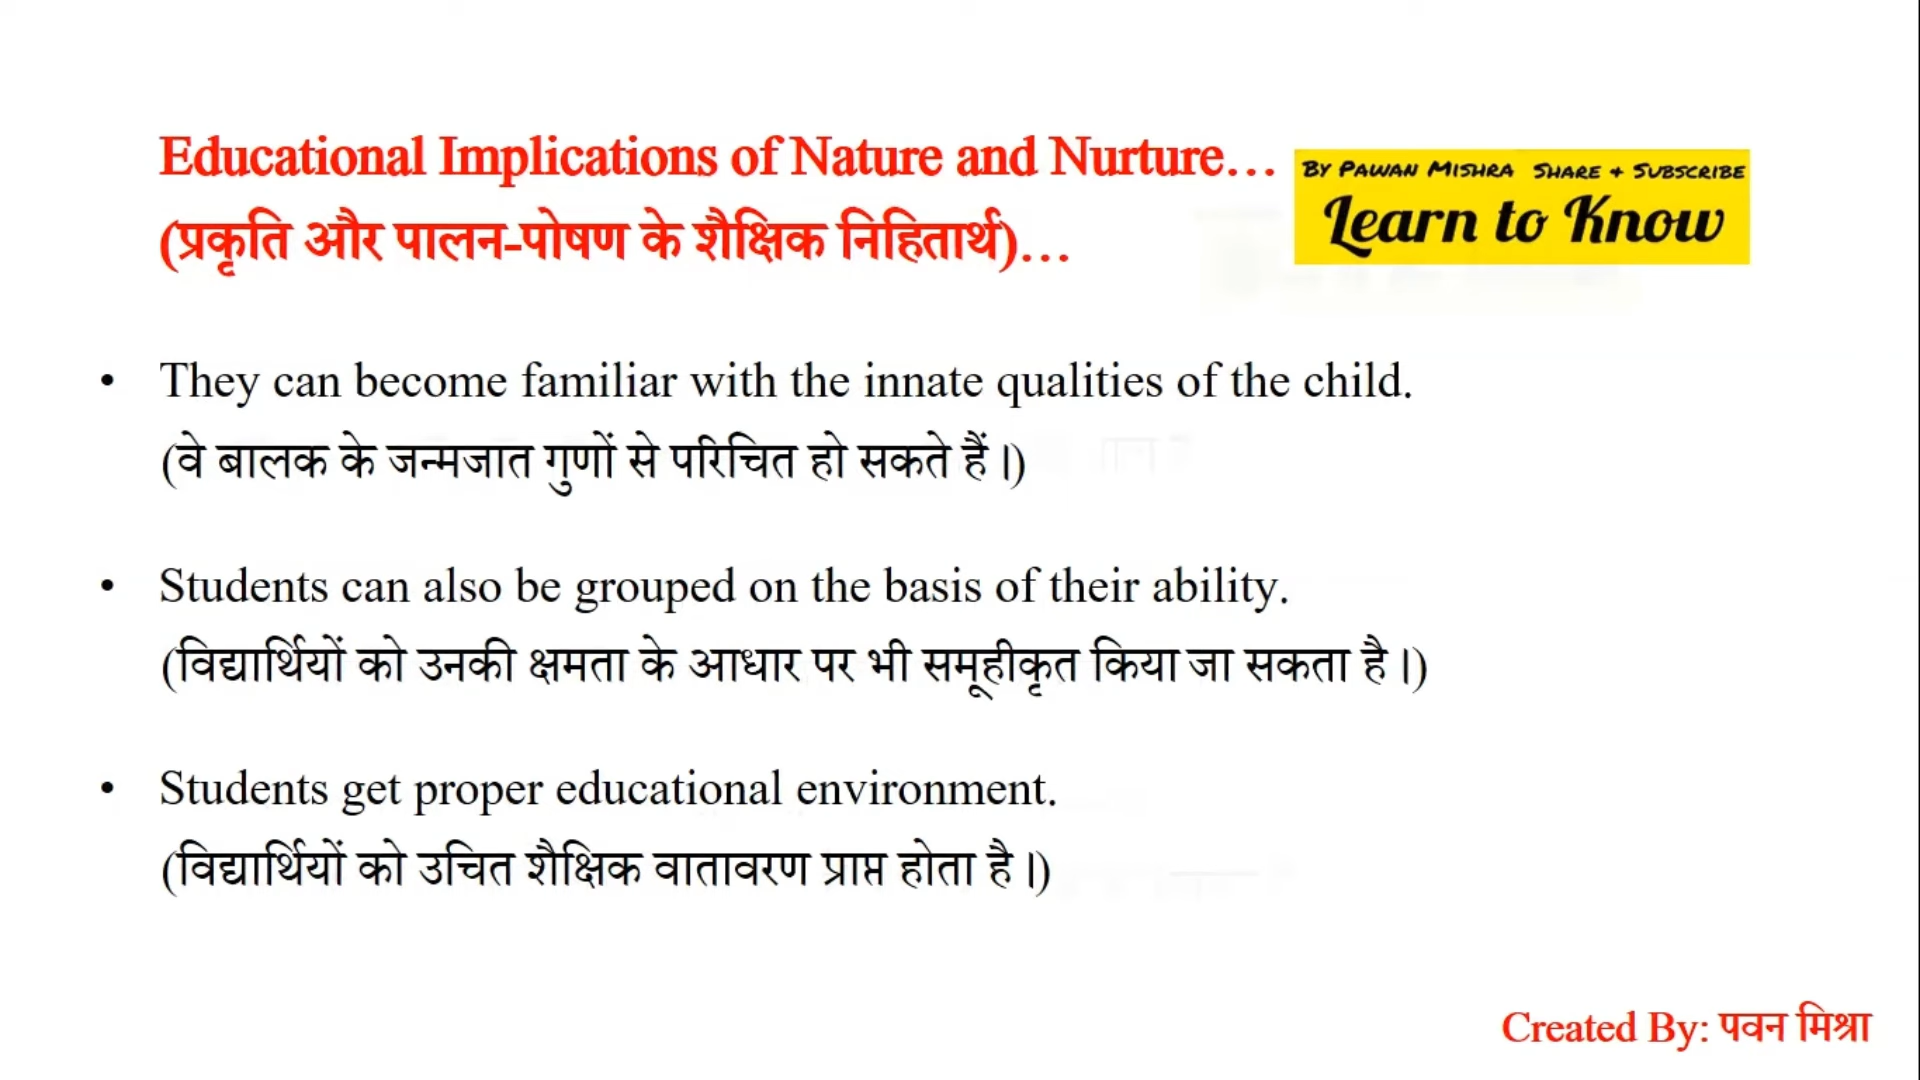 Educational Implications of Nature and Nurture…
(प्रकृति और पालन-पोषण के शैक्षिक निहितार्थ)…
By Pawan Mishra Share + Subscribe
Learn to Know
• They can become familiar with the innate qualities of the child.
(वे बालक के जन्मजात गुणों से परिचित हो सकते हैं।)
• Students can also be grouped on the basis of their ability.
(विद्यार्थियों को उनकी क्षमता के आधार पर भी समूहीकृत किया जा सकता है।)
• Students get proper educational environment.
(विद्यार्थियों को उचित शैक्षिक वातावरण प्राप्त होता है।)
Created By: पवन मिश्रा